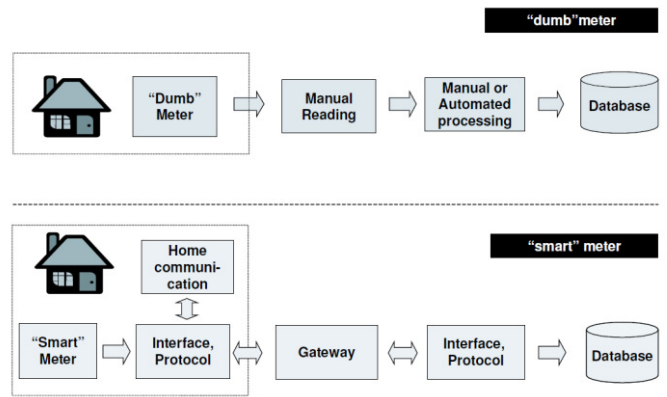 “dumb”meter
“Dumb”
Meter
Manual
Reading
Manual or
Automated
processing
Database
“smart” meter
Home
communi-
cation
“Smart”
Meter
Interface,
Protocol
Gateway
Interface,
Protocol
Database